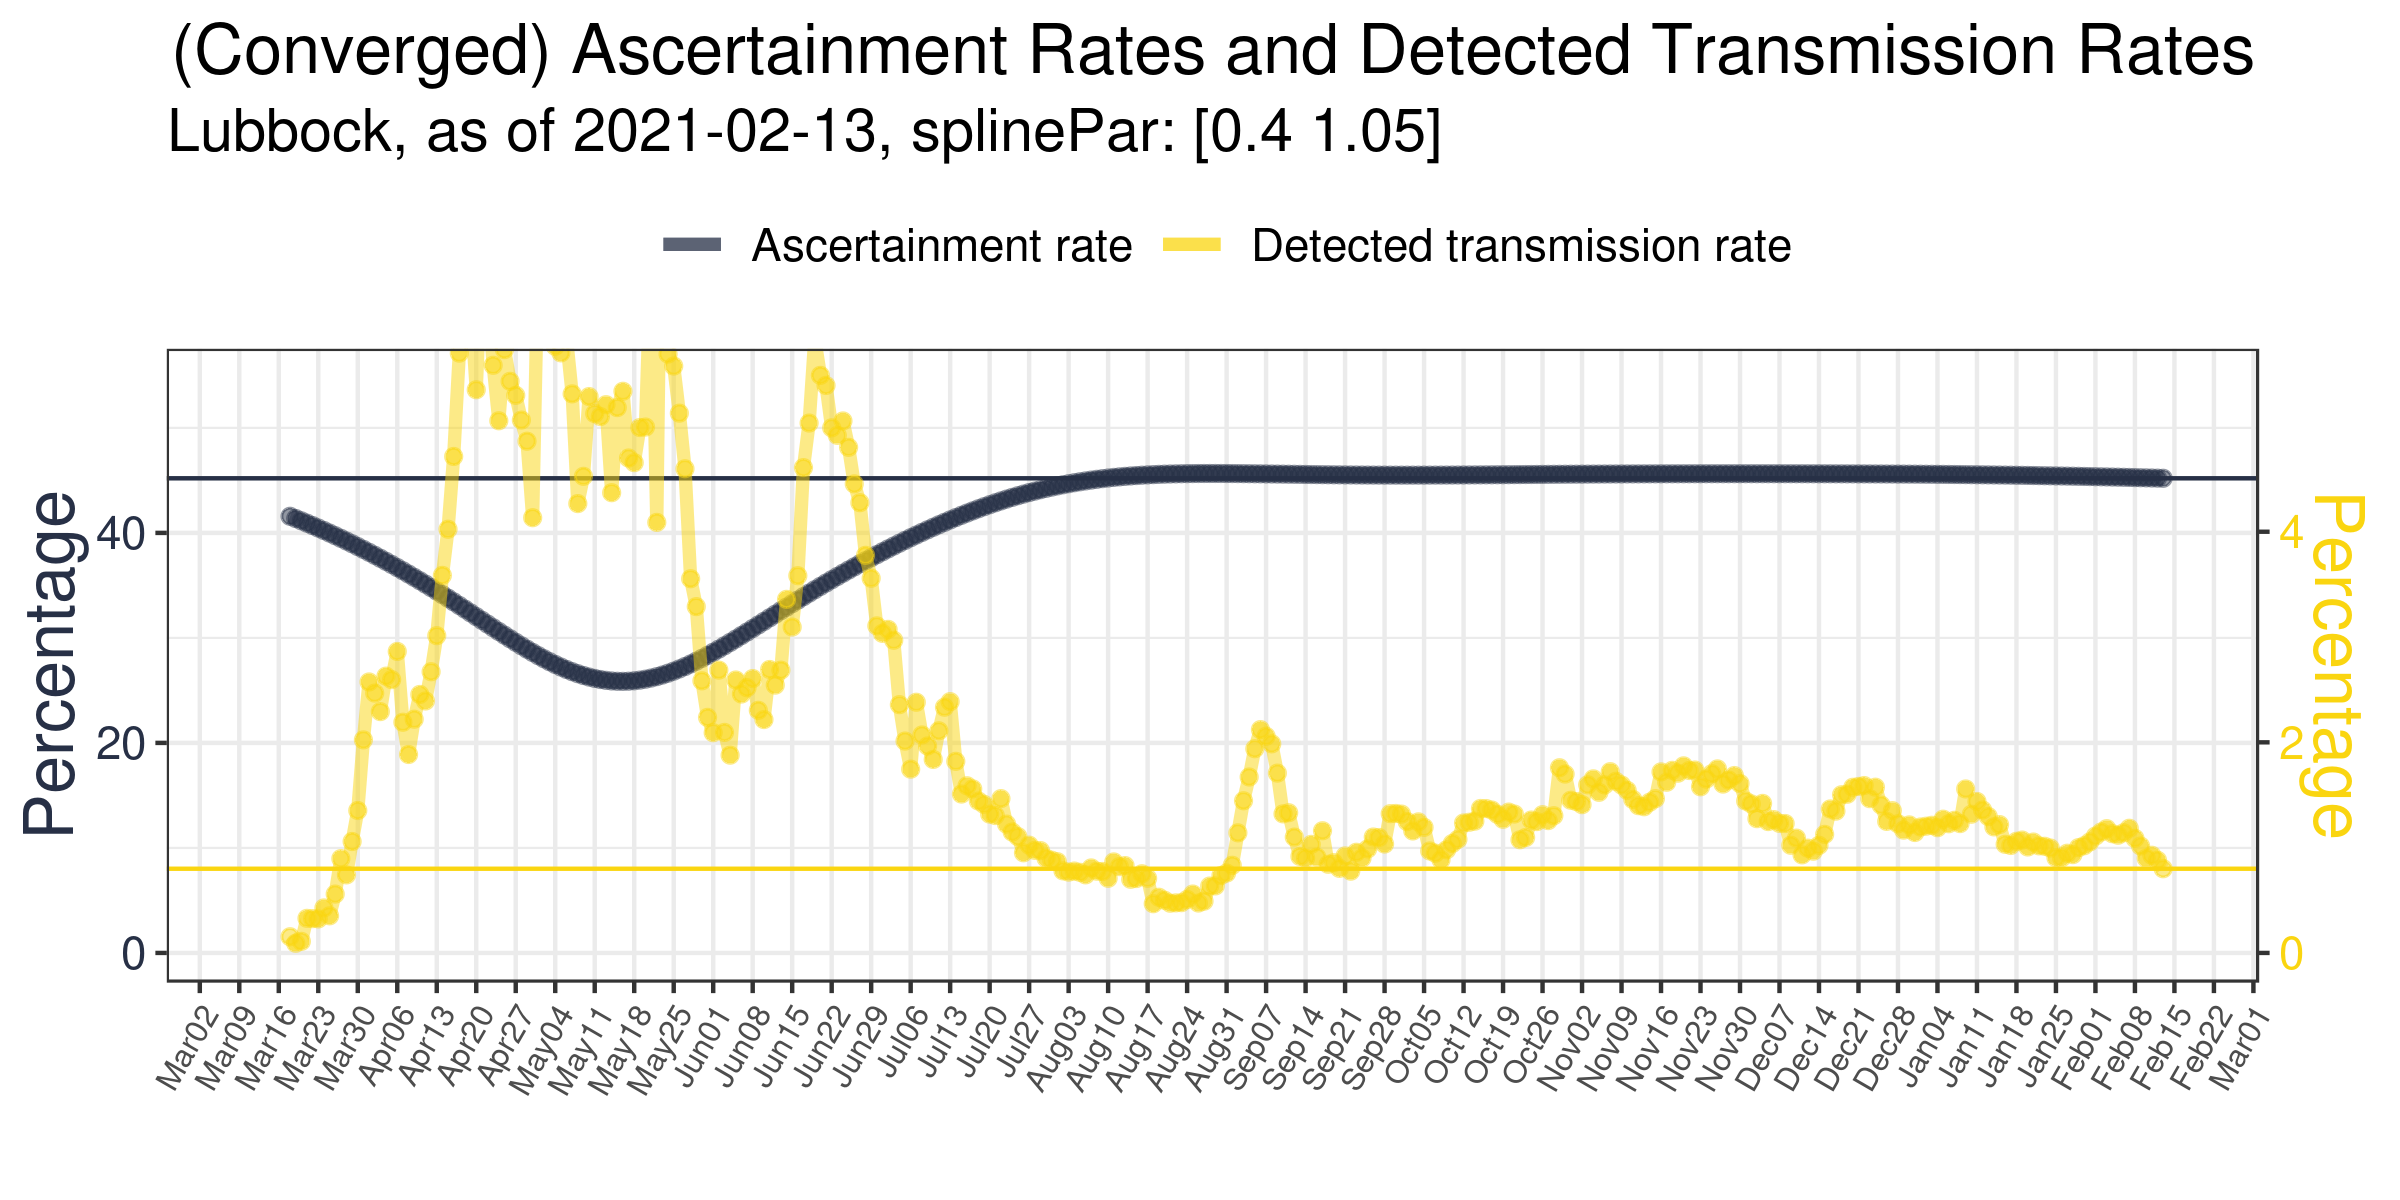 (Converged) Ascertainment Rates and Detected Transmission Rates
Lubbock, as of 2021-02-13, splinePar: [0.4 1.05]
Ascertainment rate
Detected transmission rate
Percentage
40
20
0
4
2
0
Percentage
Mar02
Mar09
Mar16
Mar23
Mar30
Apr06
Apr13
Apr20
Apr27
May04
May11
May18
May25
Jun01
Jun08
Jun15
Jun22
Jun29
Jul06
Jul13
Jul20
Jul27
Aug03
Aug10
Aug17
Aug24
Aug31
Sep07
Sep14
Sep21
Sep28
Oct05
Oct12
Oct19
Oct26
Nov02
Nov09
Nov16
Nov23
Nov30
Dec07
Dec14
Dec21
Dec28
Jan04
Jan11
Jan18
Jan25
Feb01
Feb08
Feb15
Feb22
Mar01